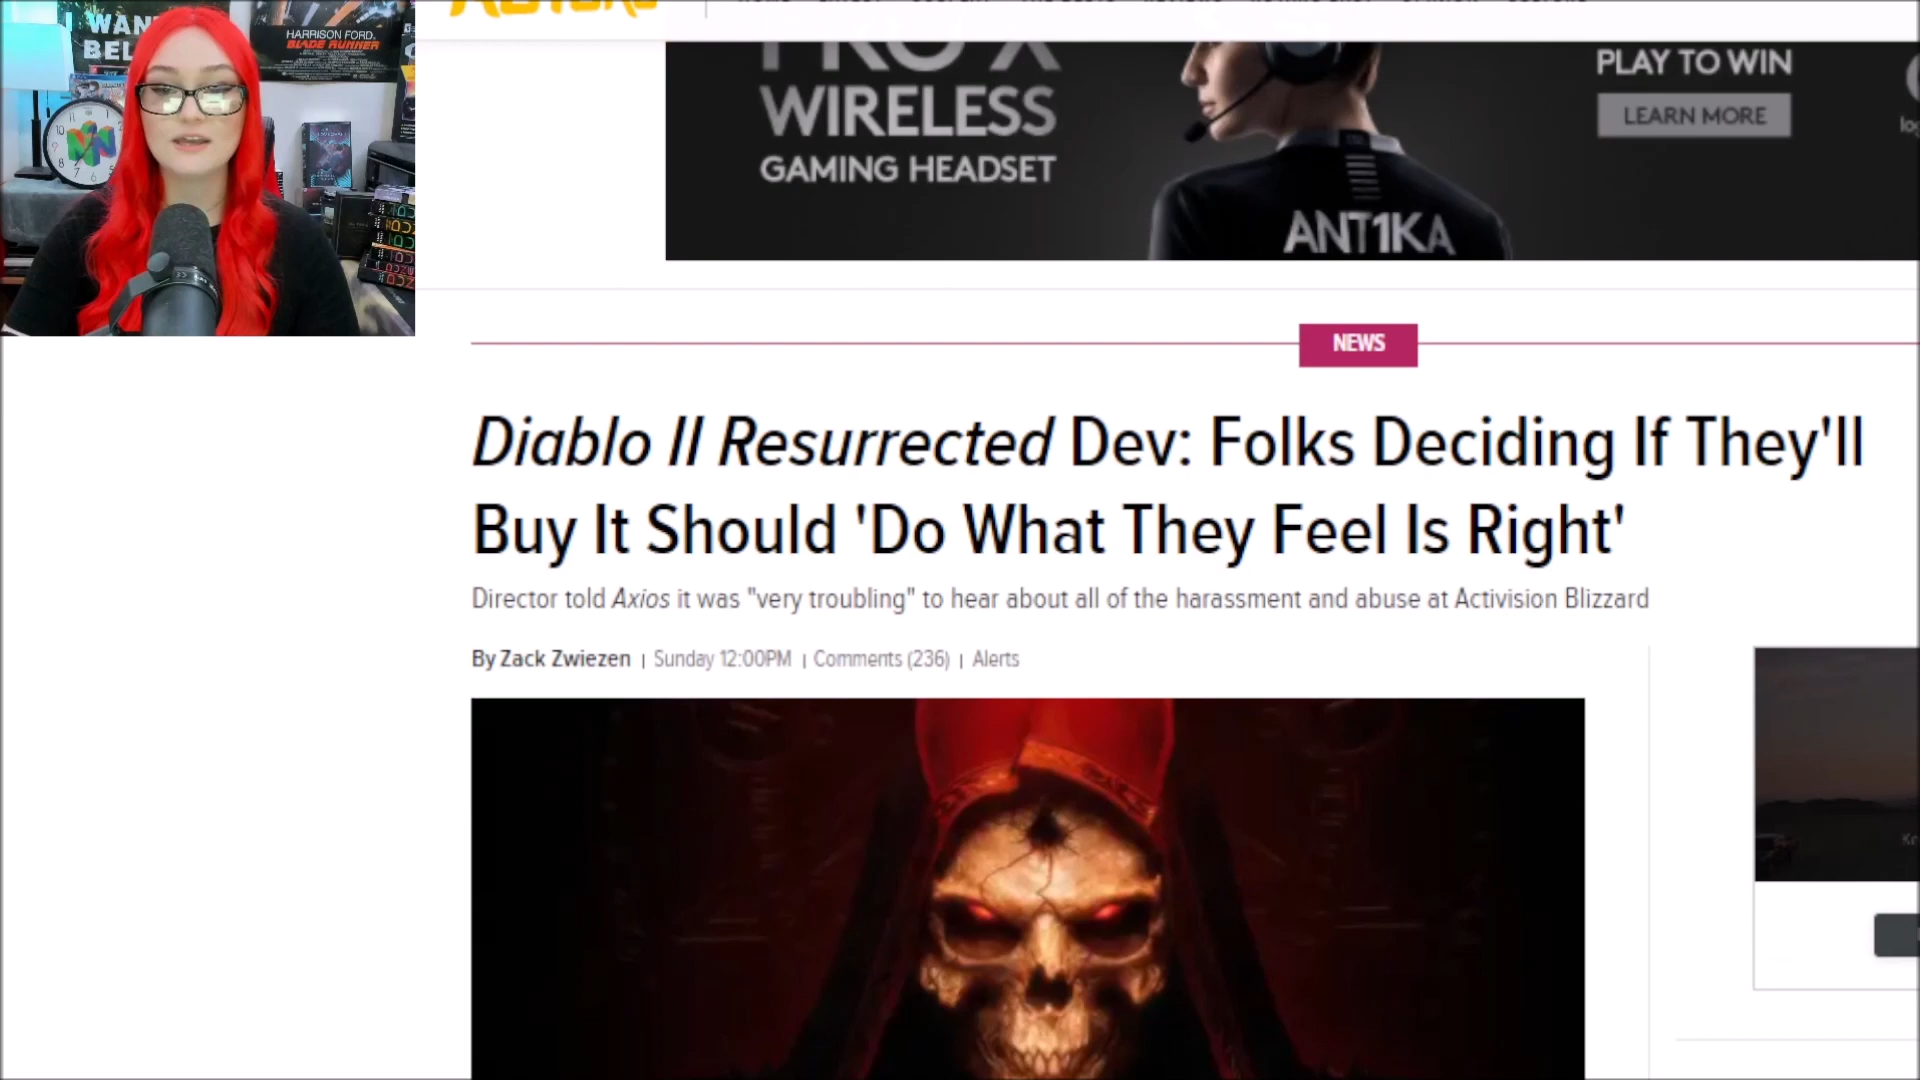 WAN
BEL
HARRISON FORD.
BLADE RUNNER
PRO X
WIRELESS
GAMING HEADSET
ANT1KA
PLAY TO WIN
LEARN MORE
NEWS
Diablo II Resurrected Dev: Folks Deciding If They'll
Buy It Should 'Do What They Feel Is Right'
Director told Axios it was "very troubling" to hear about all of the harassment and abuse at Activision Blizzard
By Zack Zwiezen | Sunday 12:00PM | Comments (236) | Alerts